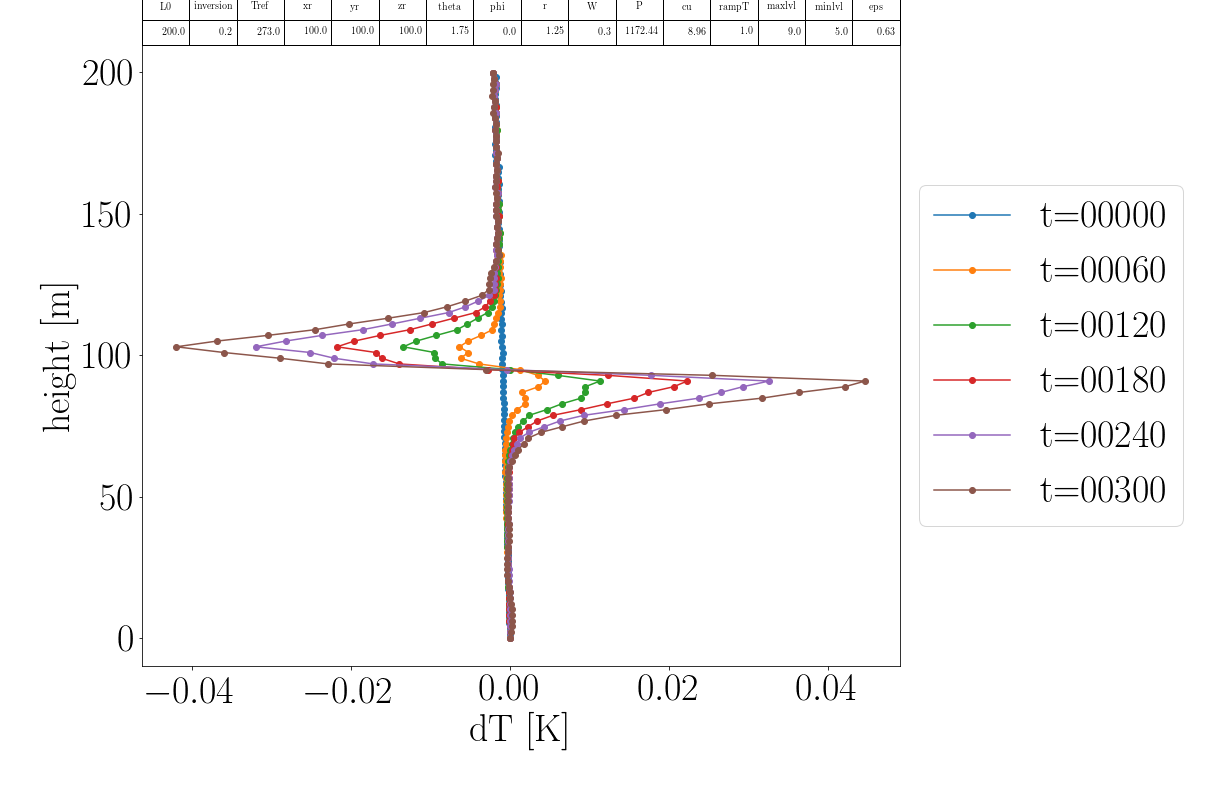 L0 inversion Tref xr yr zr theta phi r W P cu rampT maxlvl minlvl eps
200.0 0.2 273.0 100.0 100.0 100.0 1.75 0.0 1.25 0.3 1172.44 8.96 1.0 9.0 5.0 0.63
200
150
100
50
0
height [m]
−0.04 −0.02 0.00 0.02 0.04
dT [K]
t=00000
t=00060
t=00120
t=00180
t=00240
t=00300